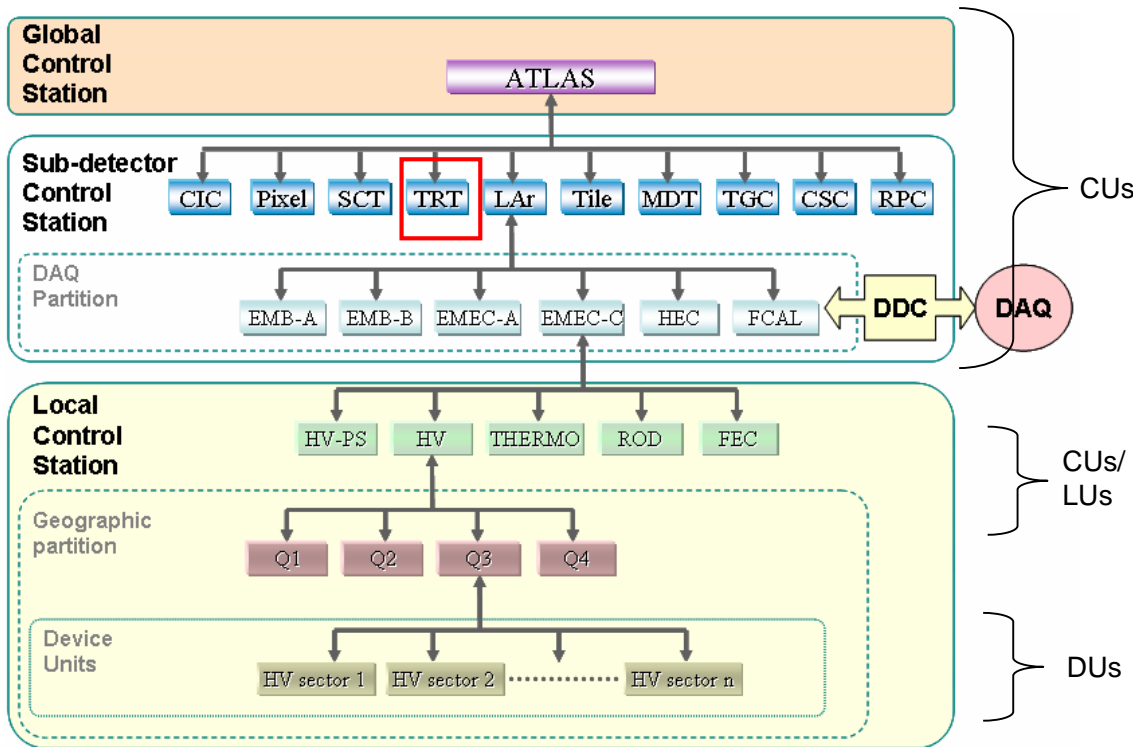 Global
Control
Station
ATLAS
Sub-detector
Control
Station
CIC Pixel SCT TRT LAr Tile MDT TGC CSC RPC
CUs
DAQ
Partition
EMB-A EMB-B EMEC-A EMEC-C HEC FCAL
DDC
DAQ
Local
Control
Station
HV-PS HV THERMO ROD FEC
CUs/
LUs
Geographic
partition
Q1 Q2 Q3 Q4
Device
Units
HV sector 1 HV sector 2 ................ HV sector n
DUs